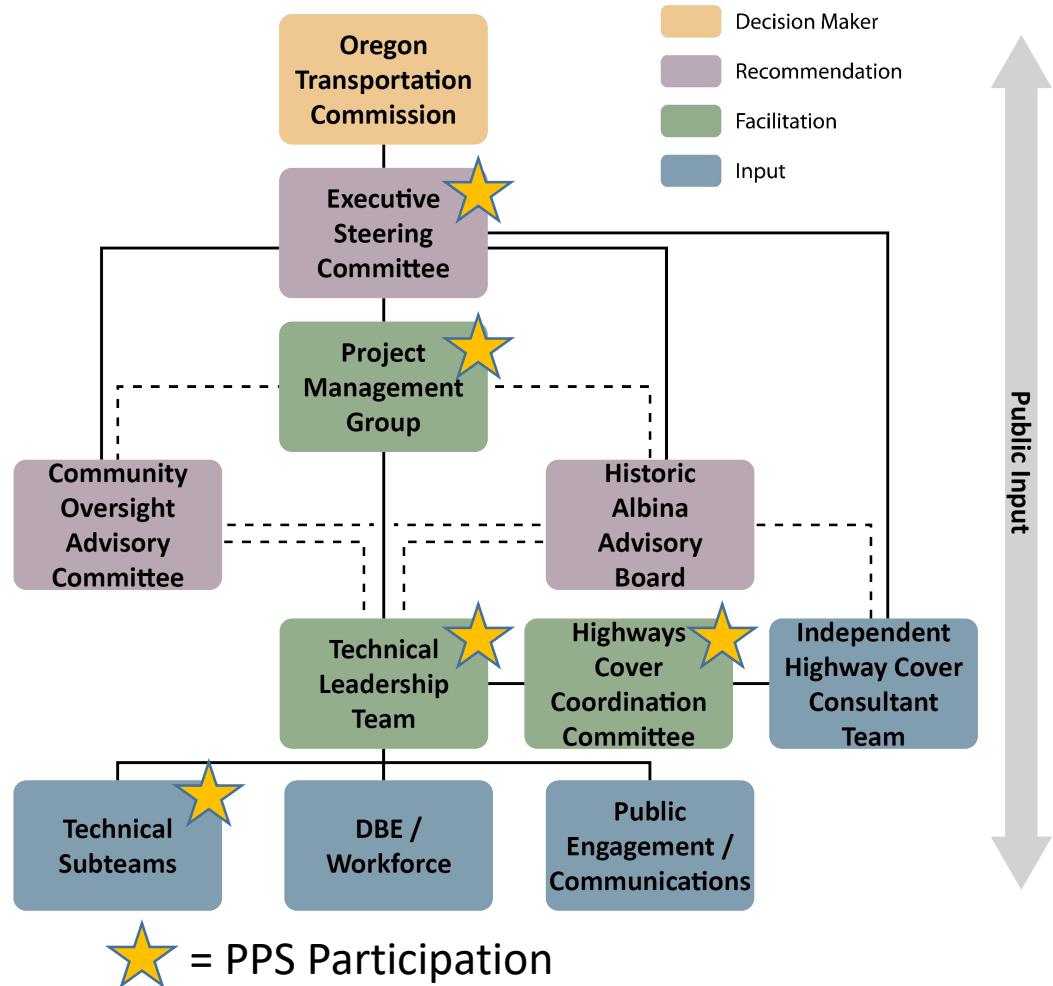 Oregon
Transportation
Commission
Decision Maker
Recommendation
Facilitation
Input
Executive
Steering
Committee
Project
Management
Group
Community
Oversight
Advisory
Committee
Historic
Albina
Advisory
Board
Technical
Leadership
Team
Highways
Cover
Coordination
Committee
Independent
Highway Cover
Consultant
Team
Technical
Subteams
DBE /
Workforce
Public
Engagement /
Communications
Public Input
= PPS Participation